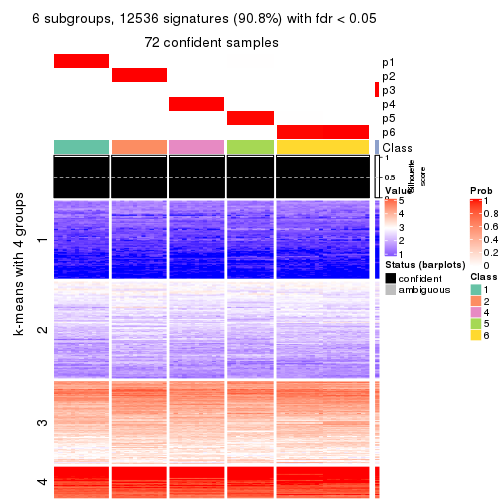 6 subgroups, 12536 signatures (90.8%) with fdr < 0.05
72 confident samples
p1
p2
p3
p4
p5
p6
Class
1
0.5
0
Silhouette
score
k-means with 4 groups
1
2
3
4
Value
5
4
3
2
1
Status (barplots)
confident
ambiguous
Prob
1
0.8
0.6
0.4
0.2
0
Class
1
2
4
5
6